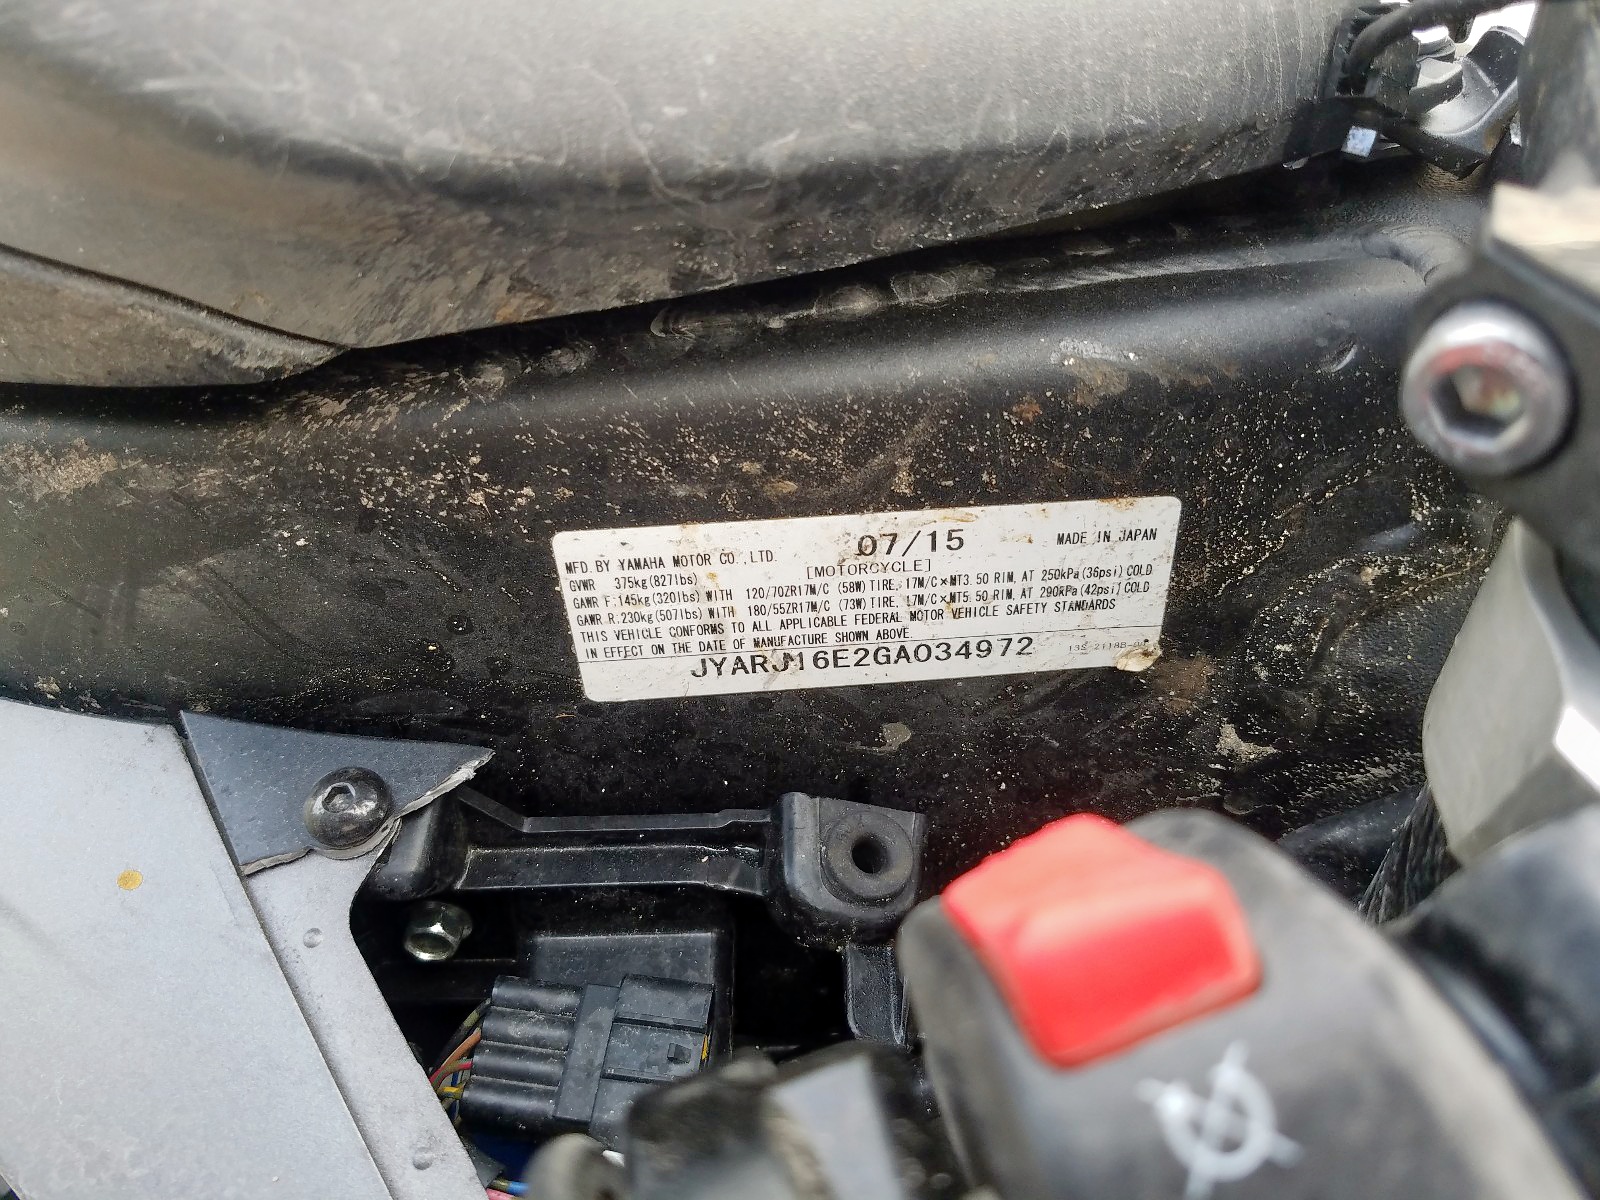 07/15
MFD. BY YAMAHA MOTOR CO., LTD. MADE IN JAPAN
[MOTORCYCLE]
GVWR 375kg(827lbs)
GAWR F:145kg(320lbs) WITH 120/70ZR17M/C (58W) TIRE, 17M/C×MT3.50 RIM, AT 250kPa(36psi) COLD
GAWR R:230kg(507lbs) WITH 180/55ZR17M/C (73W) TIRE, 17M/C×MT5.50 RIM, AT 290kPa(42psi) COLD
THIS VEHICLE CONFORMS TO ALL APPLICABLE FEDERAL MOTOR VEHICLE SAFETY STANDARDS
IN EFFECT ON THE DATE OF MANUFACTURE SHOWN ABOVE.
JYARJ16E2GA034972